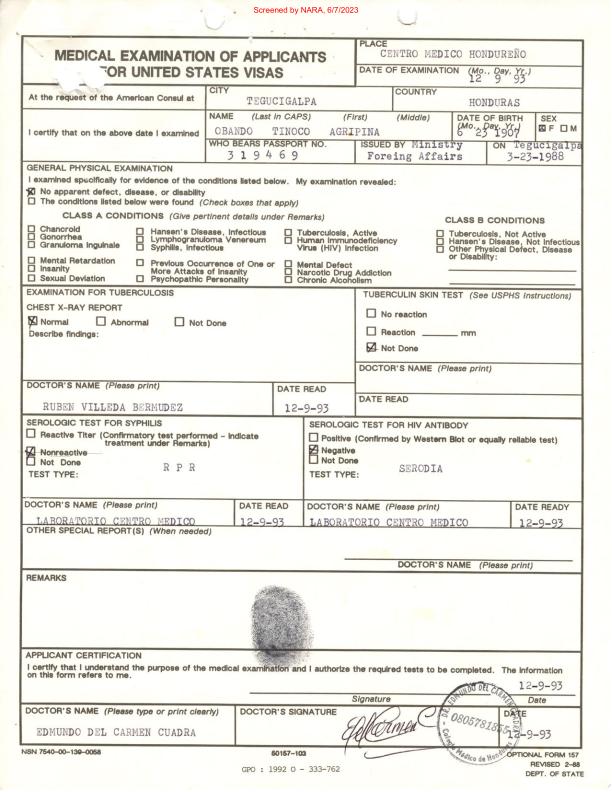 Screened by NARA, 6/7/2023
MEDICAL EXAMINATION OF APPLICANTS
FOR UNITED STATES VISAS
PLACE
CENTRO MEDICO HONDUREÑO
DATE OF EXAMINATION (Mo., Day, Yr.)
12 9 93
At the request of the American Consul at
CITY
TEGUCIGALPA
COUNTRY
HONDURAS
I certify that on the above date I examined
NAME (Last in CAPS) (First) (Middle)
OBANDO TINOCO AGRIPINA
DATE OF BIRTH (Mo., Day, Yr.)
6 23 1907
SEX
F M
WHO BEARS PASSPORT NO.
319469
ISSUED BY Ministry
Foreing Affairs
ON Tegucigalpa
3-23-1988
GENERAL PHYSICAL EXAMINATION
I examined specifically for evidence of the conditions listed below. My examination revealed:
No apparent defect, disease, or disability
The conditions listed below were found (Check boxes that apply)
CLASS A CONDITIONS (Give pertinent details under Remarks)
Chancroid
Gonorrhea
Granuloma Inguinale
Hansen's Disease, Infectious
Lymphogranuloma Venereum
Syphilis, Infectious
Tuberculosis, Active
Human Immunodeficiency
Virus (HIV) Infection
Mental Retardation
Insanity
Sexual Deviation
Previous Occurrence of One or
More Attacks of Insanity
Psychopathic Personality
Mental Defect
Narcotic Drug Addiction
Chronic Alcoholism
CLASS B CONDITIONS
Tuberculosis, Not Active
Hansen's Disease, Not Infectious
Other Physical Defect, Disease
or Disability:
EXAMINATION FOR TUBERCULOSIS
CHEST X-RAY REPORT
Normal Abnormal Not Done
Describe findings:
TUBERCULIN SKIN TEST (See USPHS Instructions)
No reaction
Reaction mm
Not Done
DOCTOR'S NAME (Please print)
DATE READ
DOCTOR'S NAME (Please print)
RUBEN VILLEDA BERMUDEZ
DATE READ
12-9-93
SEROLOGIC TEST FOR SYPHILIS
Reactive Titer (Confirmatory test performed - indicate
treatment under Remarks)
Nonreactive
Not Done
TEST TYPE:
R P R
SEROLOGIC TEST FOR HIV ANTIBODY
Positive (Confirmed by Western Blot or equally reliable test)
Negative
Not Done
TEST TYPE:
SERODIA
DOCTOR'S NAME (Please print)
LABORATORIO CENTRO MEDICO
DATE READ
12-9-93
DOCTOR'S NAME (Please print)
LABORATORIO CENTRO MEDICO
DATE READY
12-9-93
OTHER SPECIAL REPORT(S) (When needed)
DOCTOR'S NAME (Please print)
REMARKS
APPLICANT CERTIFICATION
I certify that I understand the purpose of the medical examination and I authorize the required tests to be completed. The information
on this form refers to me.
12-9-93
Signature
Date
DOCTOR'S NAME (Please type or print clearly)
EDMUNDO DEL CARMEN CUADRA
DOCTOR'S SIGNATURE
DATE
12-9-93
NSN 7540-00-139-0058
50157-103
OPTIONAL FORM 157
REVISED 2-88
DEPT. OF STATE
GPO : 1992 O - 333-762